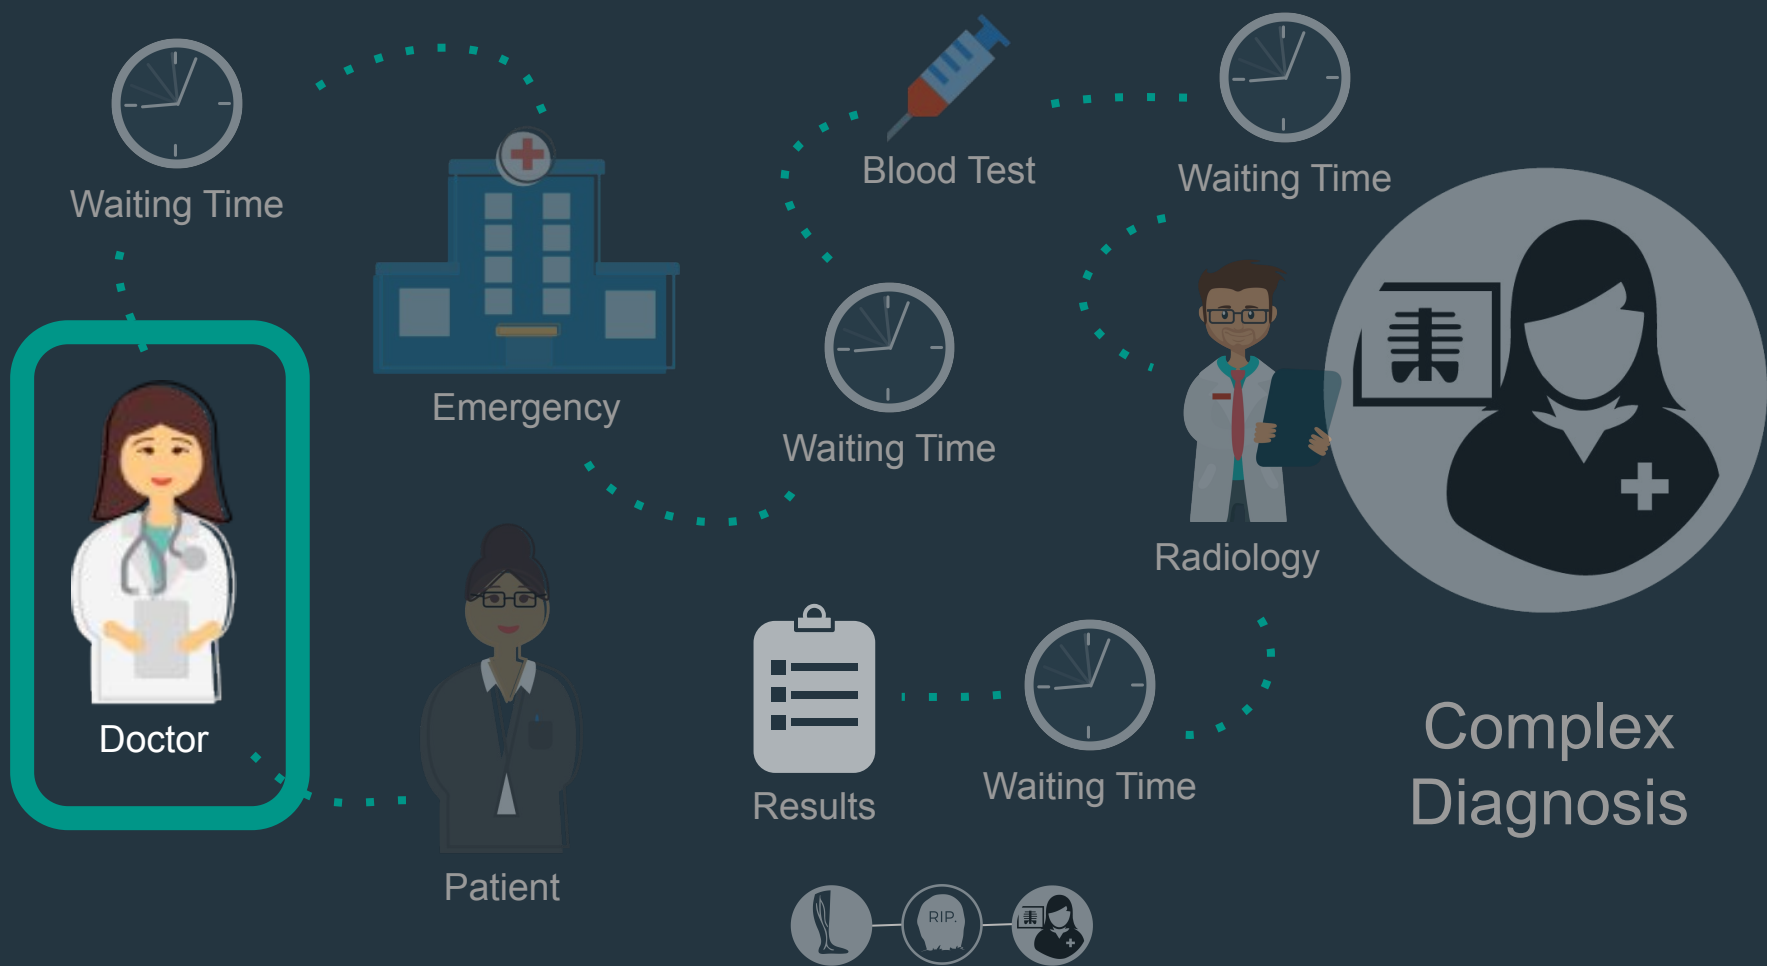 Waiting Time
Emergency
Doctor
Patient
Blood Test
Waiting Time
Waiting Time
Radiology
Waiting Time
Results
Complex
Diagnosis
RIP.